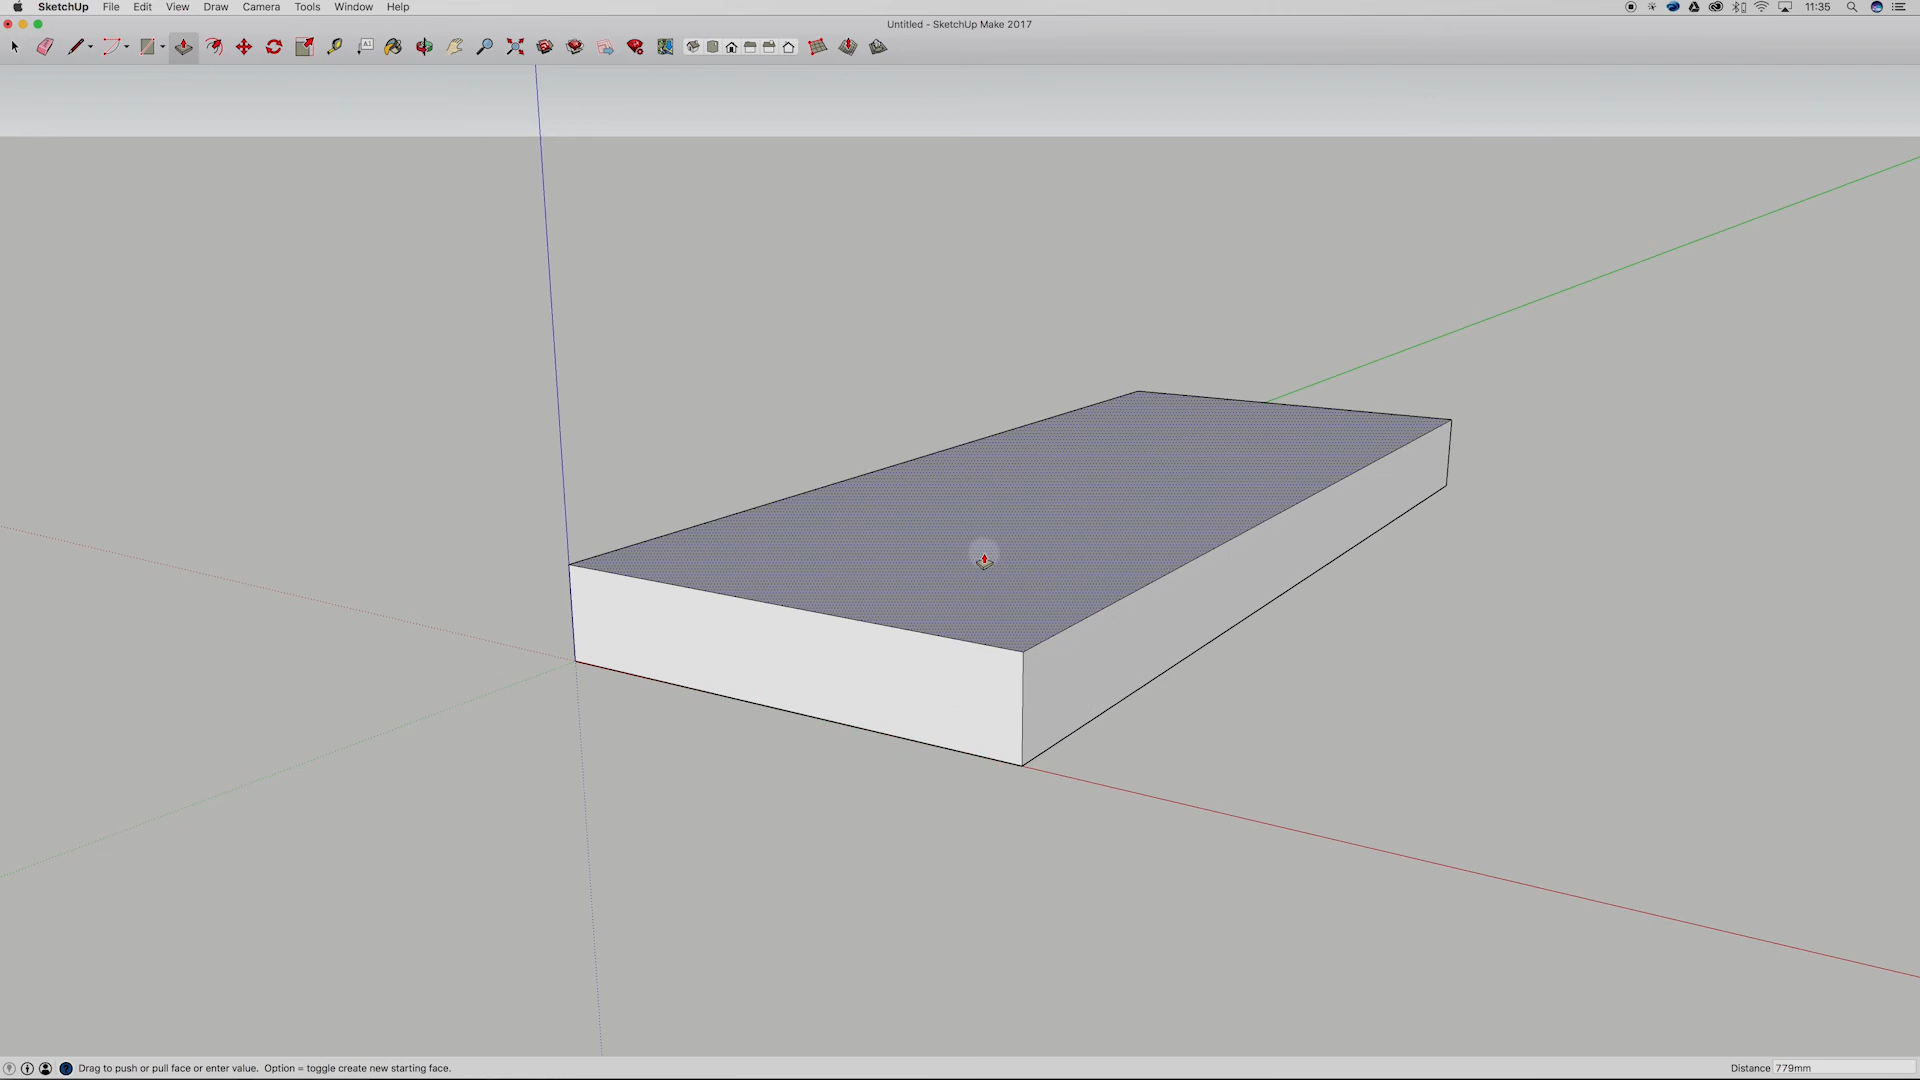 SketchUp File Edit View Draw Camera Tools Window Help 11:35
Untitled - SketchUp Make 2017
A1
Drag to push or pull face or enter value. Option = toggle create new starting face. Distance 779mm